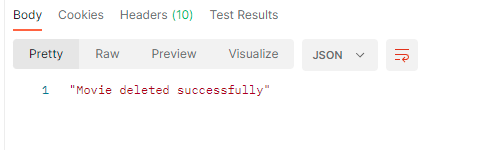 Body Cookies Headers (10) Test Results
Pretty Raw Preview Visualize JSON
1 "Movie deleted successfully"